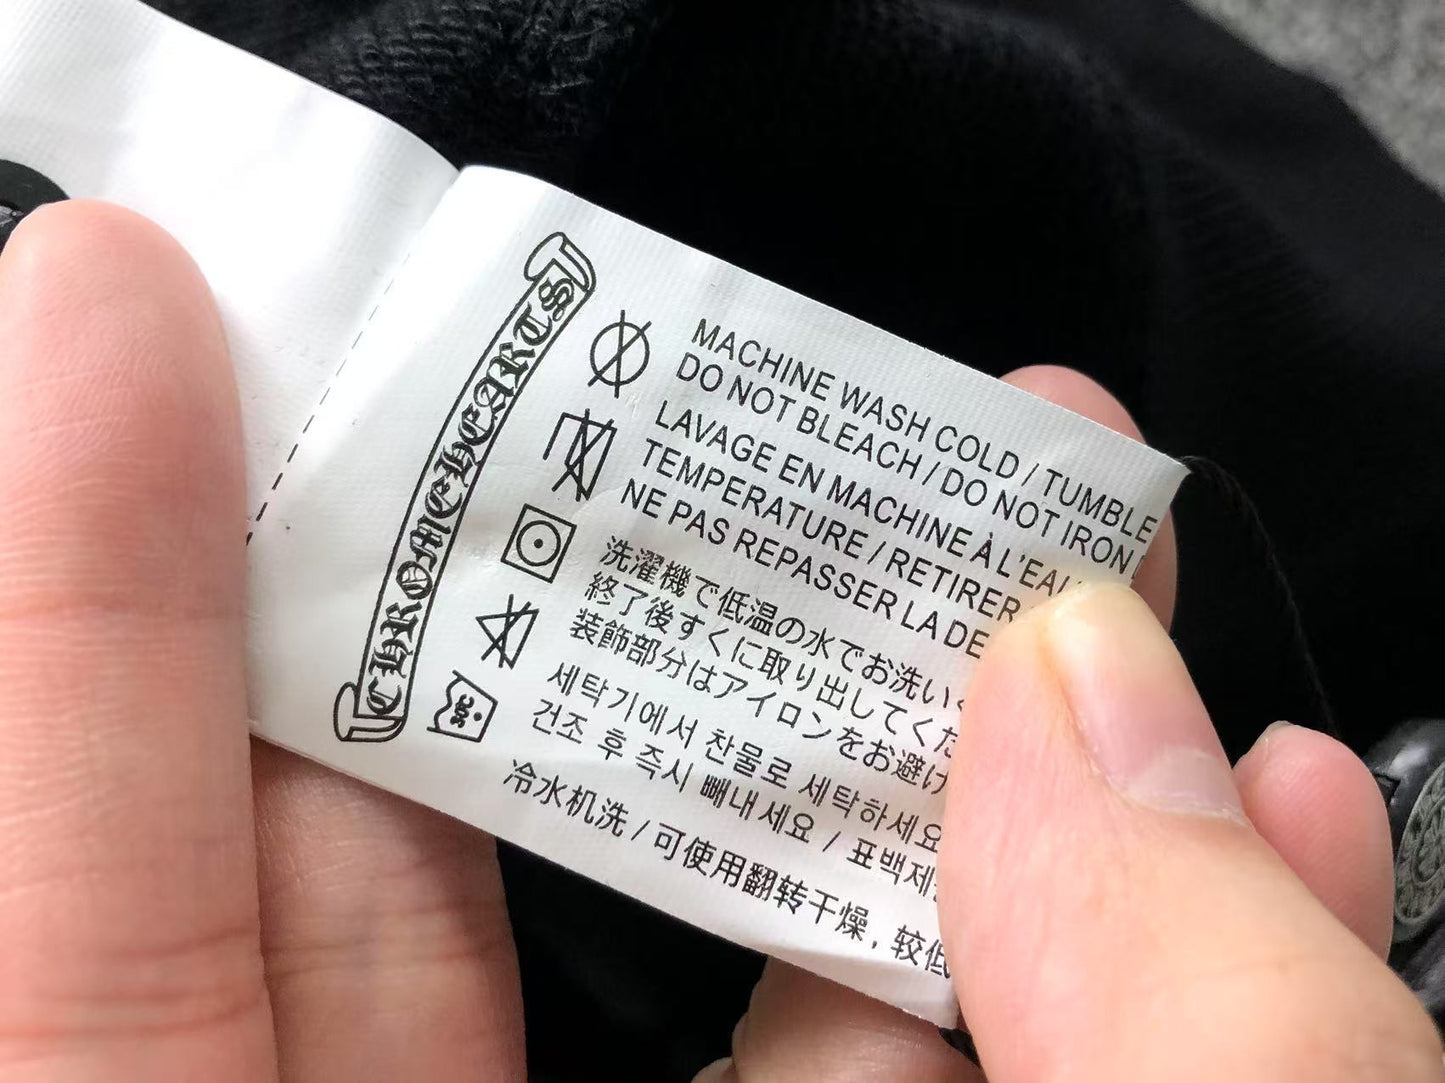 CHROME HEARTS
MACHINE WASH COLD / TUMBLE
DO NOT BLEACH / DO NOT IRON
LAVAGE EN MACHINE À L'EAU
TEMPERATURE / RETIRER
NE PAS REPASSER LA DE
洗濯機で低温の水でお洗い
終了後すぐに取り出してくだ
装飾部分はアイロンをお避け
세탁기에서 찬물로 세탁하세요
건조 후 즉시 빼내세요 / 표백제
冷水机洗 / 可使用翻转干燥, 较低
30C